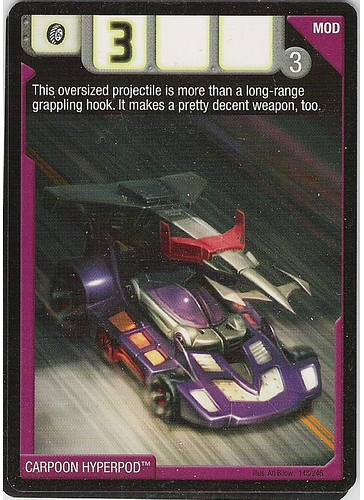 3
MOD
3
This oversized projectile is more than a long-range
grappling hook. It makes a pretty decent weapon, too.
CARPOON HYPERPOD™
Illus.